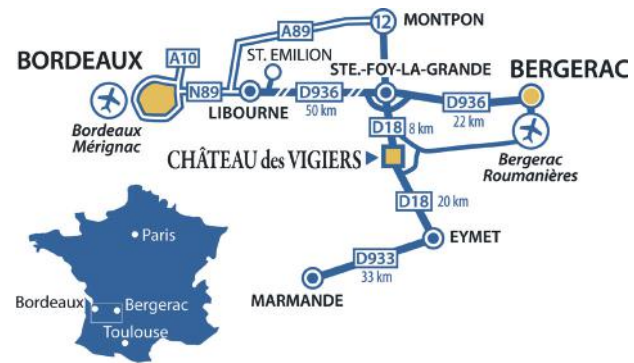 A89
12
MONTPON
BORDEAUX
A10
ST. EMILION
STE.-FOY-LA-GRANDE
BERGERAC
N89
D936
D936
LIBOURNE
50 km
22 km
Bordeaux
Mérignac
D18
8 km
CHÂTEAU des VIGIERS
Bergerac
Roumanières
D18
20 km
EYMET
D933
33 km
MARMANDE
Paris
Bordeaux
Bergerac
Toulouse